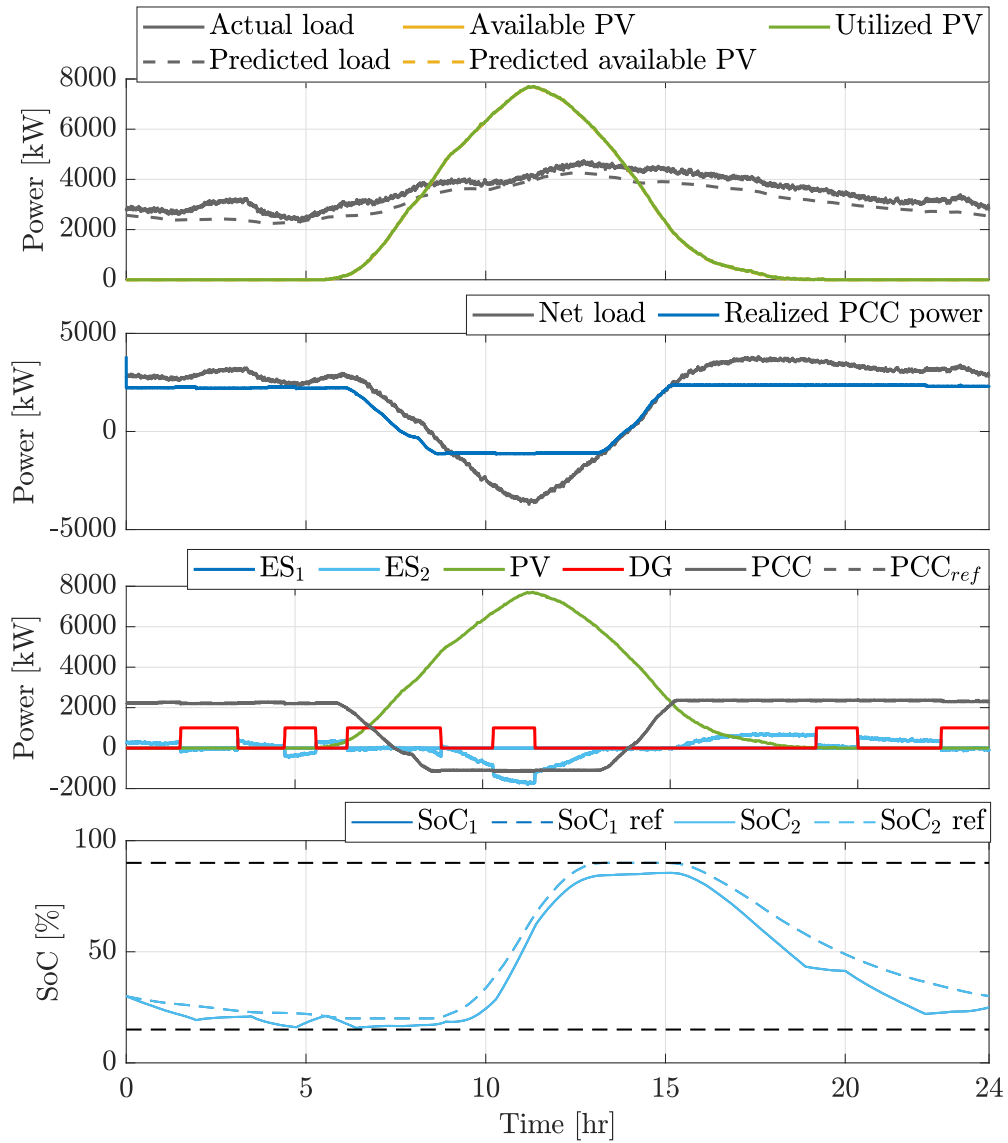 Actual load Available PV Utilized PV
Predicted load Predicted available PV
8000
6000
4000
2000
0
Power [kW]
Net load Realized PCC power
5000
0
-5000
Power [kW]
ES1 ES2 PV DG PCC PCCref
8000
6000
4000
2000
0
-2000
Power [kW]
SoC1 SoC1 ref SoC2 SoC2 ref
100
50
0
SoC [%]
0 5 10 15 20 24
Time [hr]